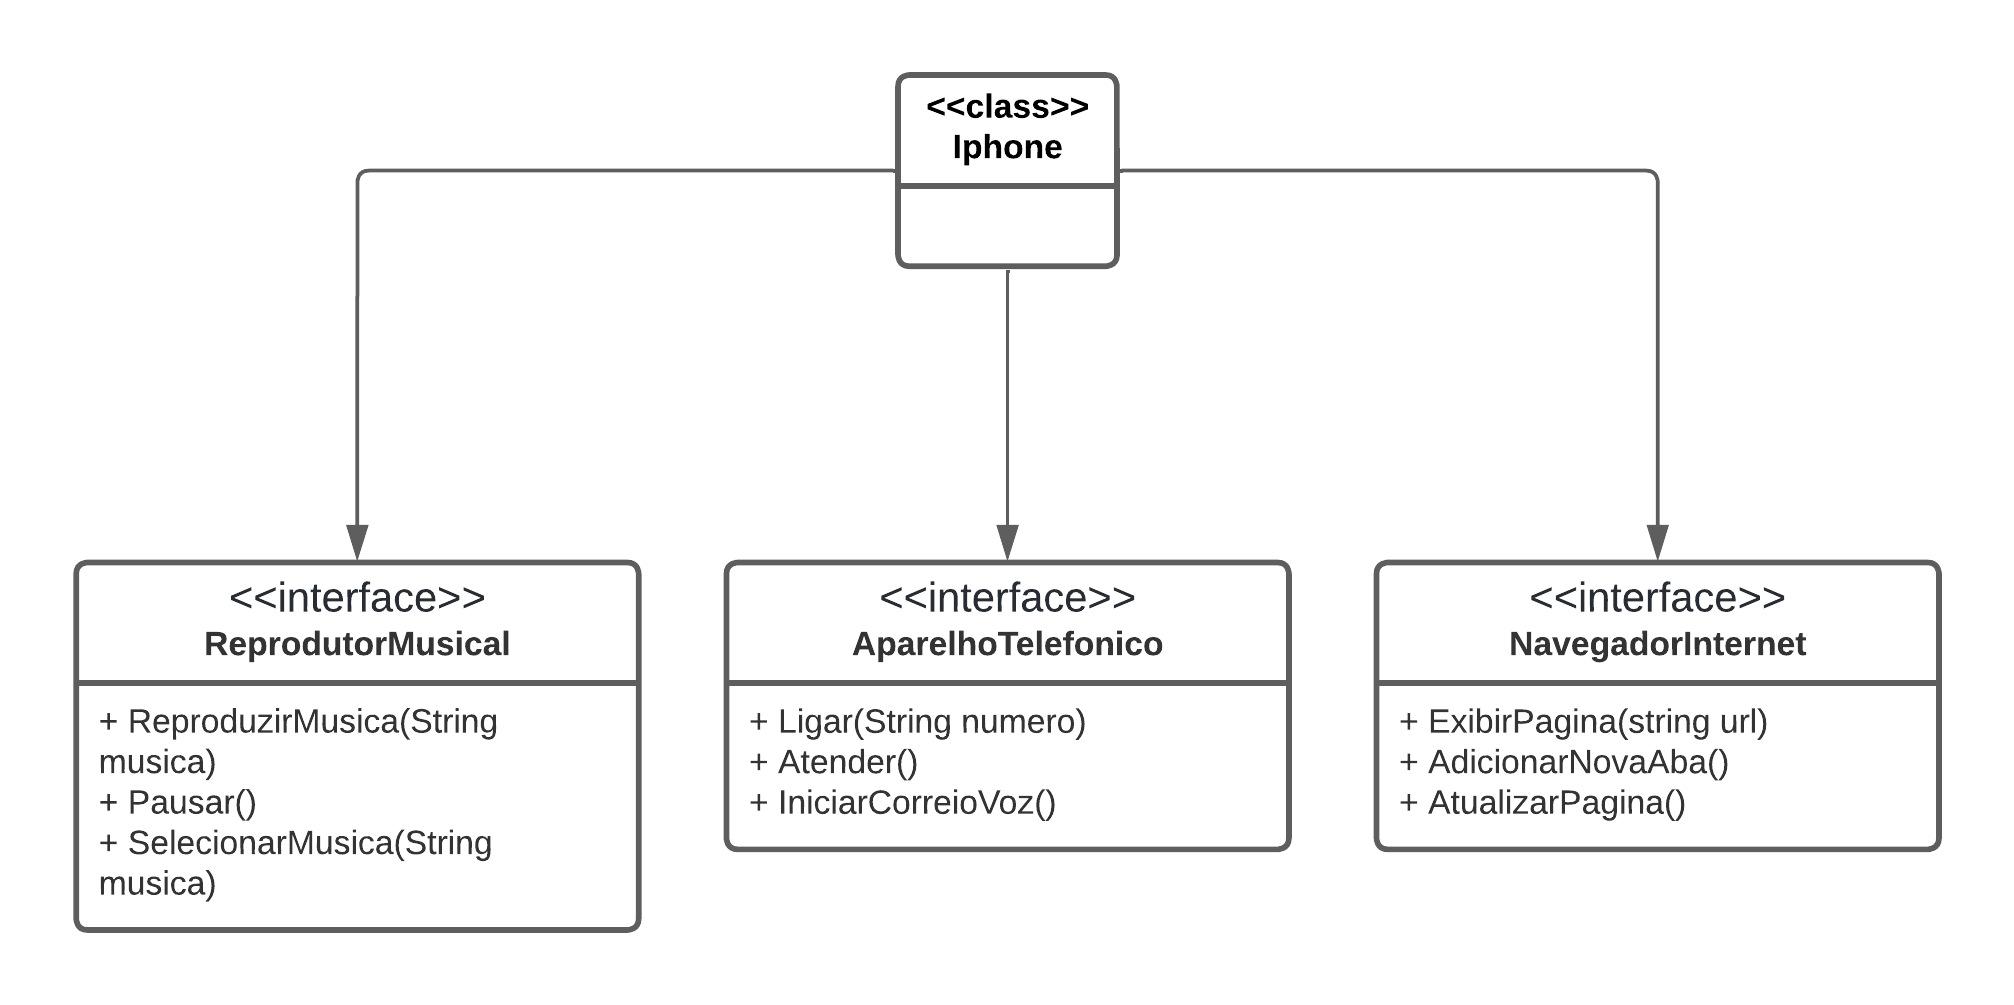 <<class>>
Iphone
<<interface>>
ReprodutorMusical
+ ReproduzirMusica(String
musica)
+ Pausar()
+ SelecionarMusica(String
musica)
<<interface>>
AparelhoTelefonico
+ Ligar(String numero)
+ Atender()
+ IniciarCorreioVoz()
<<interface>>
NavegadorInternet
+ ExibirPagina(string url)
+ AdicionarNovaAba()
+ AtualizarPagina()